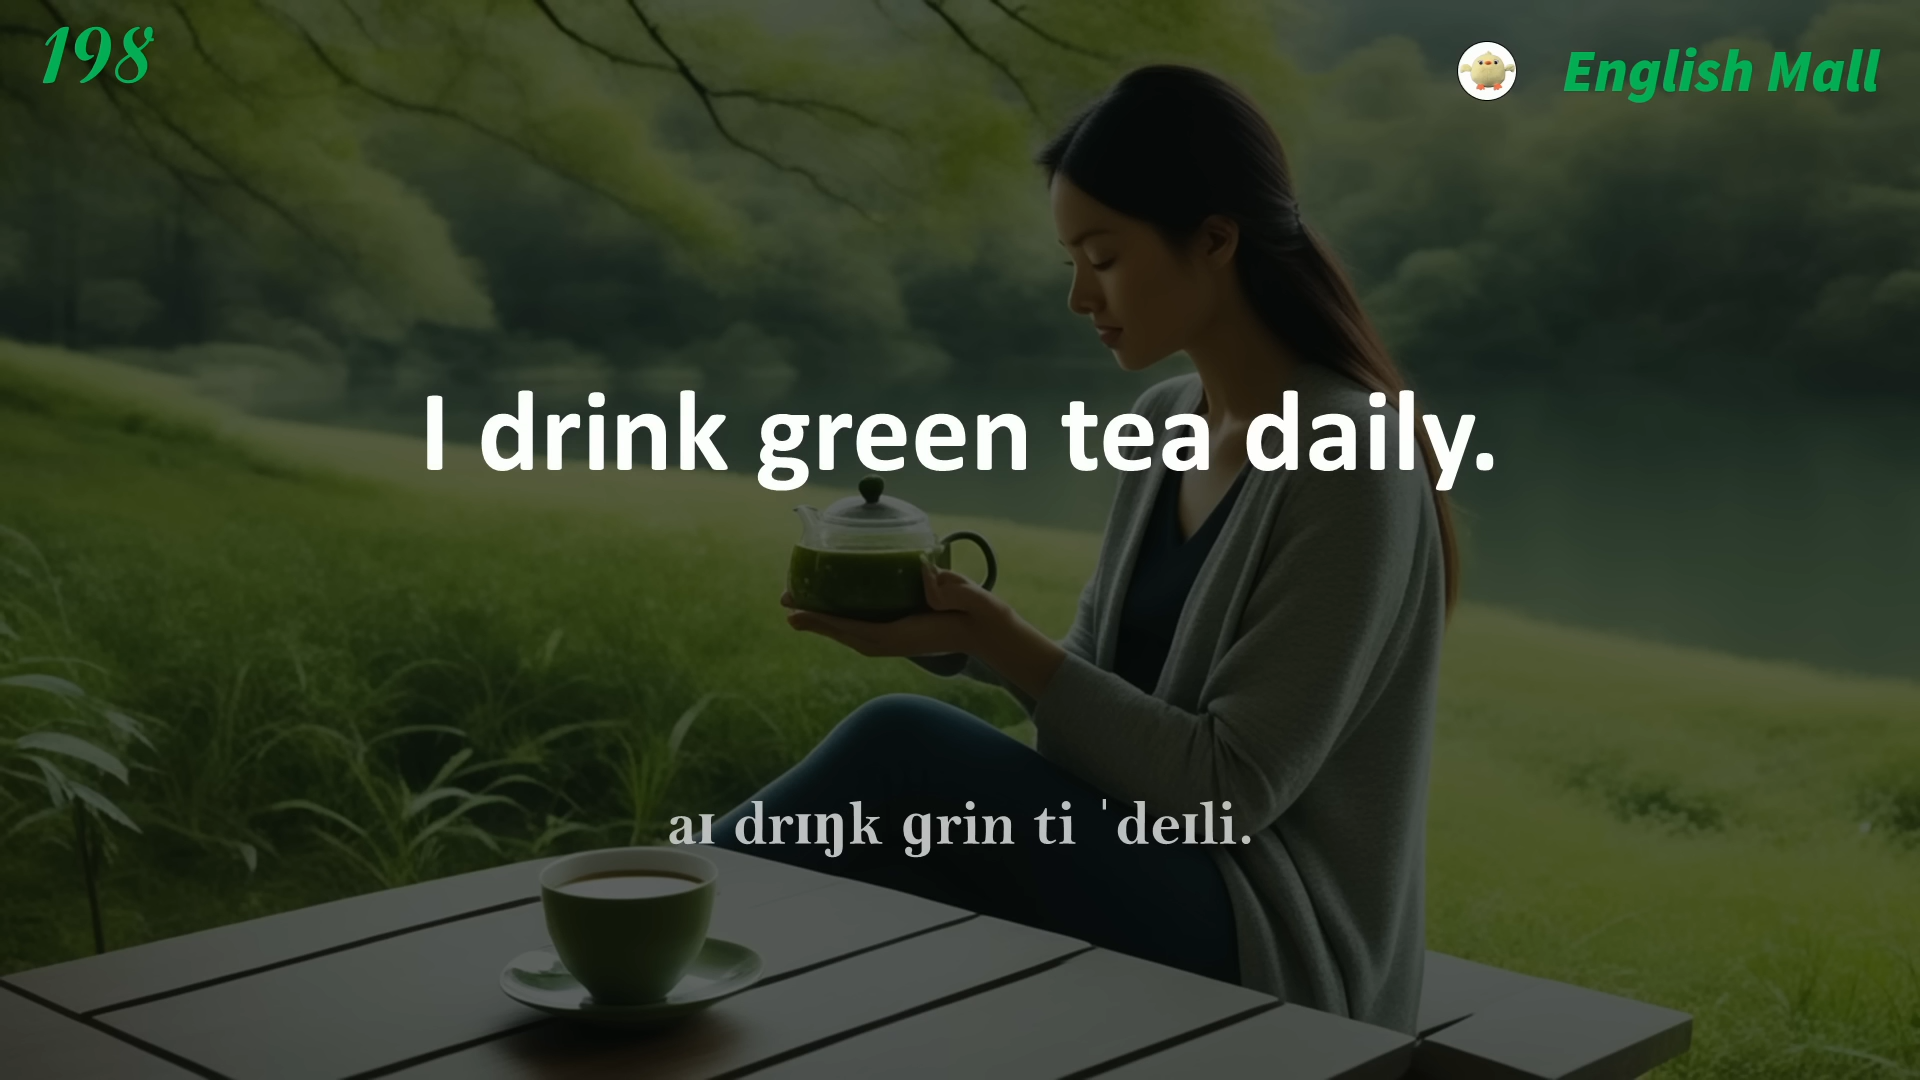 198
English Mall
I drink green tea daily.
aɪ drɪŋk grin ti ˈdeɪli.